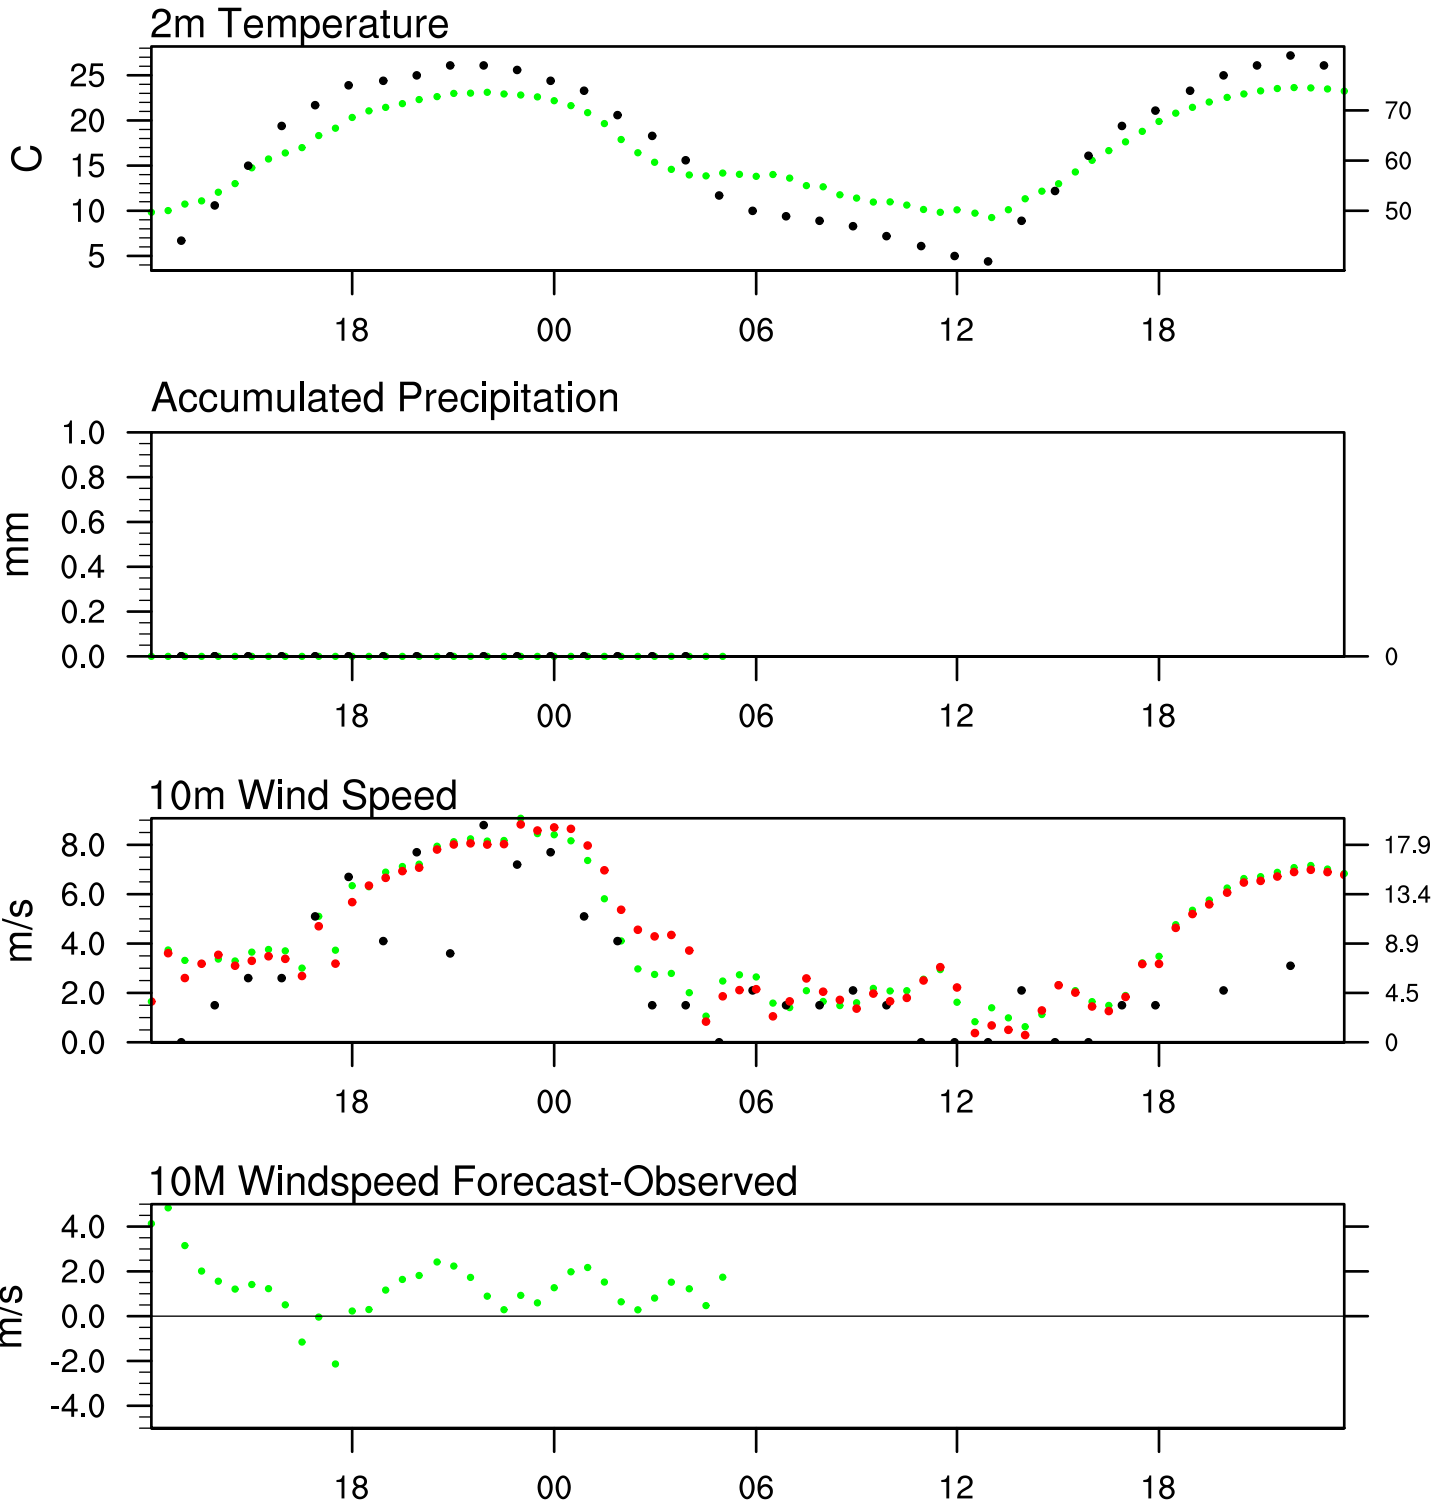 2m Temperature
25
20
15
10
5
C
70
60
50
18 00 06 12 18
Accumulated Precipitation
1.0
0.8
0.6
0.4
0.2
0.0
mm
0
18 00 06 12 18
10m Wind Speed
8.0
6.0
4.0
2.0
0.0
m/s
17.9
13.4
8.9
4.5
0
18 00 06 12 18
10M Windspeed Forecast-Observed
4.0
2.0
0.0
-2.0
-4.0
m/s
18 00 06 12 18